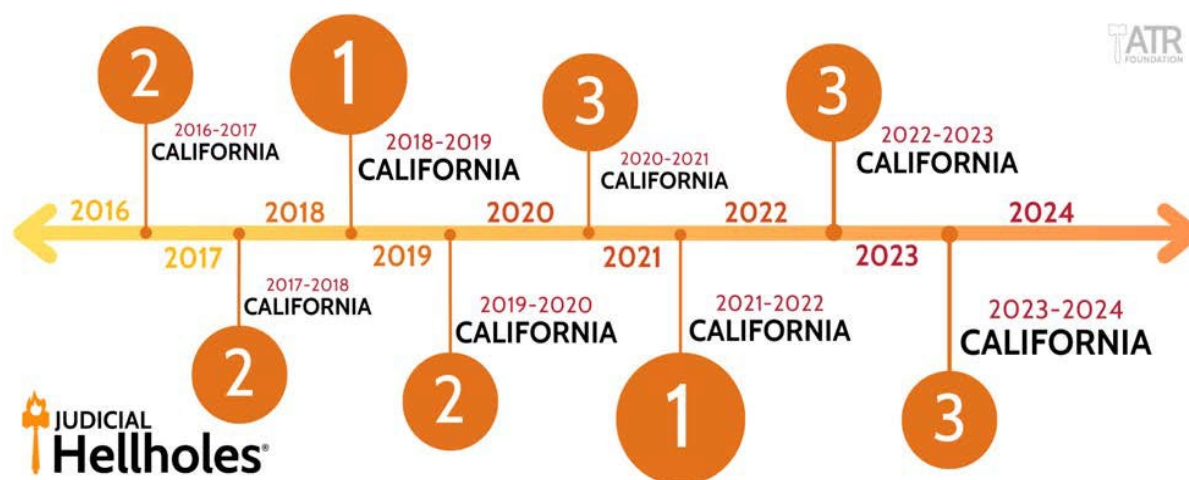 ATR
FOUNDATION
2
2016-2017
CALIFORNIA
1
2018-2019
CALIFORNIA
3
2020-2021
CALIFORNIA
3
2022-2023
CALIFORNIA
2016
2018
2020
2022
2024
2017
2019
2021
2023
2017-2018
CALIFORNIA
2
2019-2020
CALIFORNIA
2
2021-2022
CALIFORNIA
1
2023-2024
CALIFORNIA
3
JUDICIAL
Hellholes®